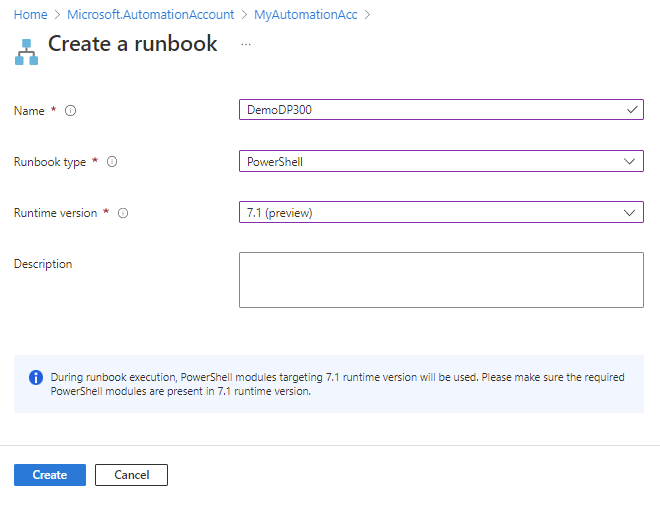 Home > Microsoft.AutomationAccount > MyAutomationAcc >
Create a runbook ...
Name *
DemoDP300
Runbook type *
PowerShell
Runtime version *
7.1 (preview)
Description
During runbook execution, PowerShell modules targeting 7.1 runtime version will be used. Please make sure the required
PowerShell modules are present in 7.1 runtime version.
Create
Cancel